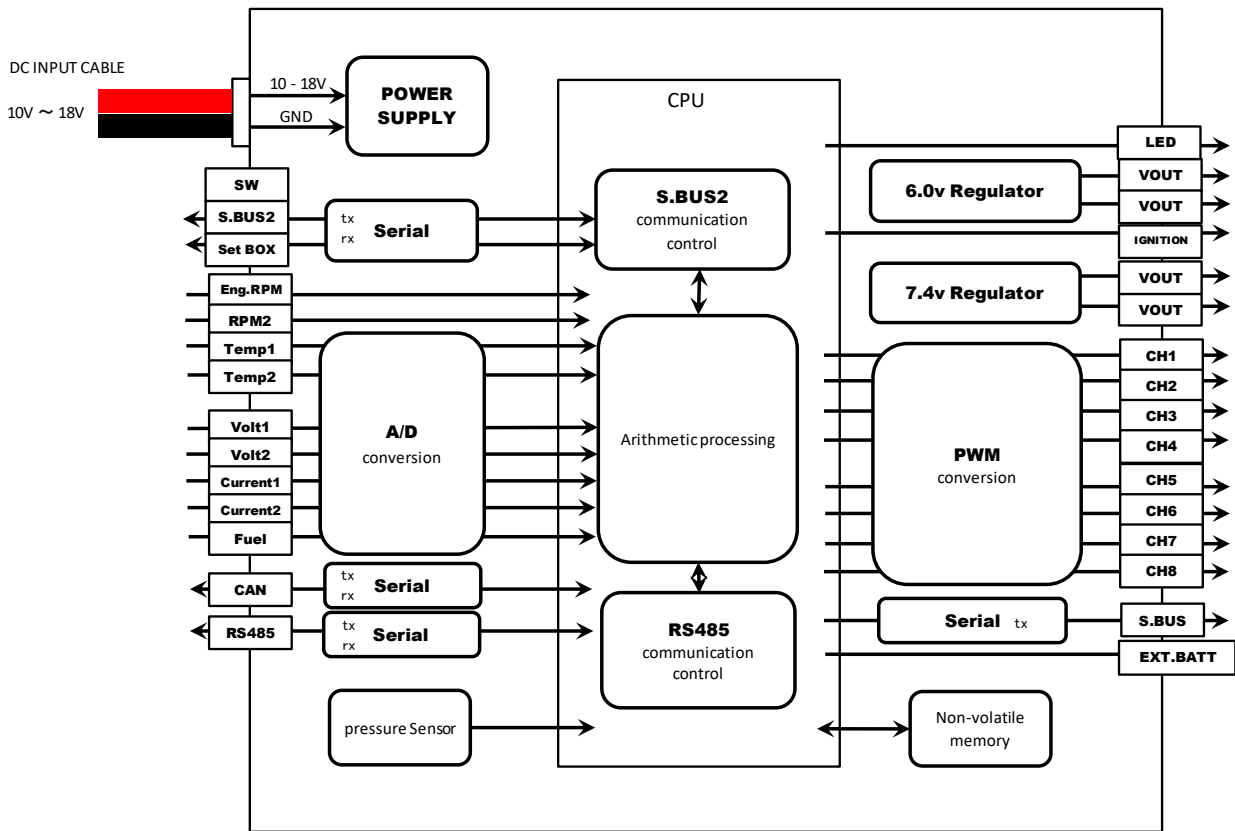 DC INPUT CABLE
10V ～ 18V
10 - 18V
GND
POWER
SUPPLY
CPU
SW
S.BUS2
Set BOX
tx
rx
Serial
S.BUS2
communication
control
Eng.RPM
RPM2
Temp1
Temp2
Volt1
Volt2
Current1
Current2
Fuel
A/D
conversion
Arithmetic processing
CAN
tx
rx
Serial
RS485
tx
rx
Serial
RS485
communication
control
pressure Sensor
LED
6.0v Regulator
VOUT
VOUT
IGNITION
7.4v Regulator
VOUT
VOUT
PWM
conversion
CH1
CH2
CH3
CH4
CH5
CH6
CH7
CH8
Serial tx
S.BUS
EXT.BATT
Non-volatile
memory